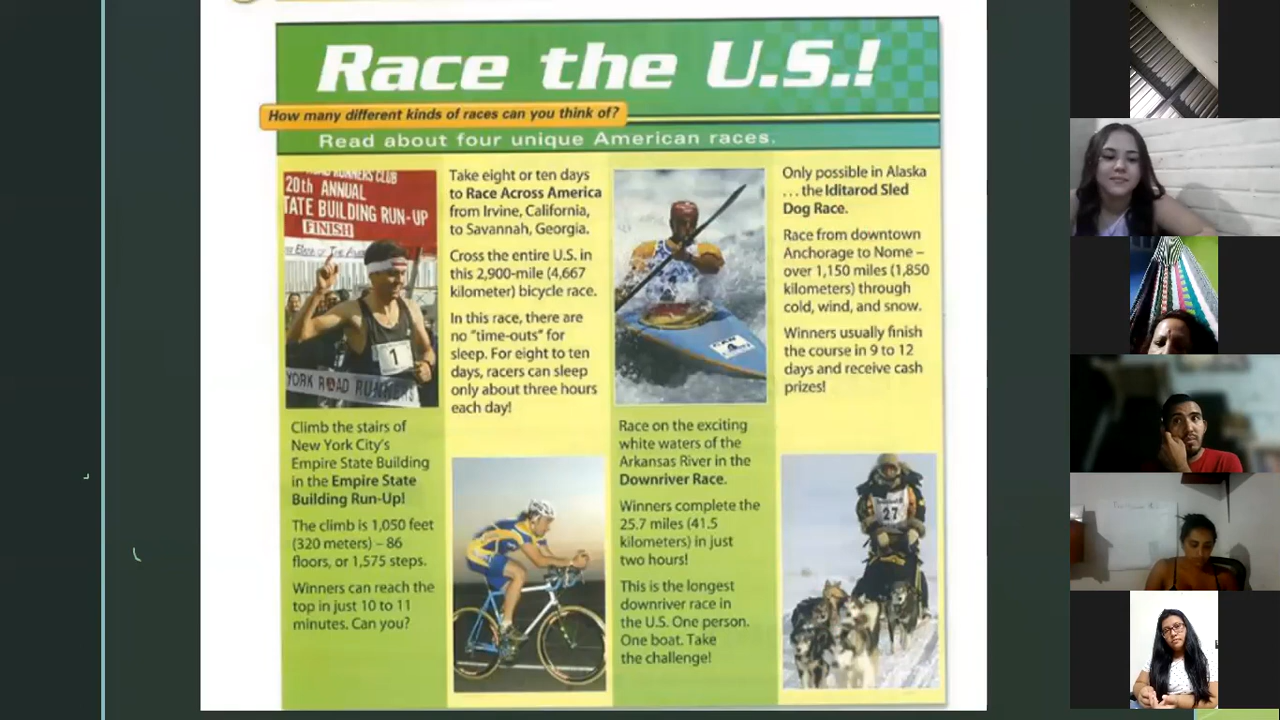 Race the U.S.!
How many different kinds of races can you think of?
Read about four unique American races.
20th ANNUAL
TATE BUILDING RUN-UP
FINISH
1
YORK ROAD RUNNERS
Climb the stairs of
New York City's
Empire State Building
in the Empire State
Building Run-Up!
The climb is 1,050 feet
(320 meters) – 86
floors, or 1,575 steps.
Winners can reach the
top in just 10 to 11
minutes. Can you?
Take eight or ten days
to Race Across America
from Irvine, California,
to Savannah, Georgia.
Cross the entire U.S. in
this 2,900-mile (4,667
kilometer) bicycle race.
In this race, there are
no "time-outs" for
sleep. For eight to ten
days, racers can sleep
only about three hours
each day!
Race on the exciting
white waters of the
Arkansas River in the
Downriver Race.
Winners complete the
25.7 miles (41.5
kilometers) in just
two hours!
This is the longest
downriver race in
the U.S. One person.
One boat. Take
the challenge!
Only possible in Alaska
. . . the Iditarod Sled
Dog Race.
Race from downtown
Anchorage to Nome –
over 1,150 miles (1,850
kilometers) through
cold, wind, and snow.
Winners usually finish
the course in 9 to 12
days and receive cash
prizes!
27